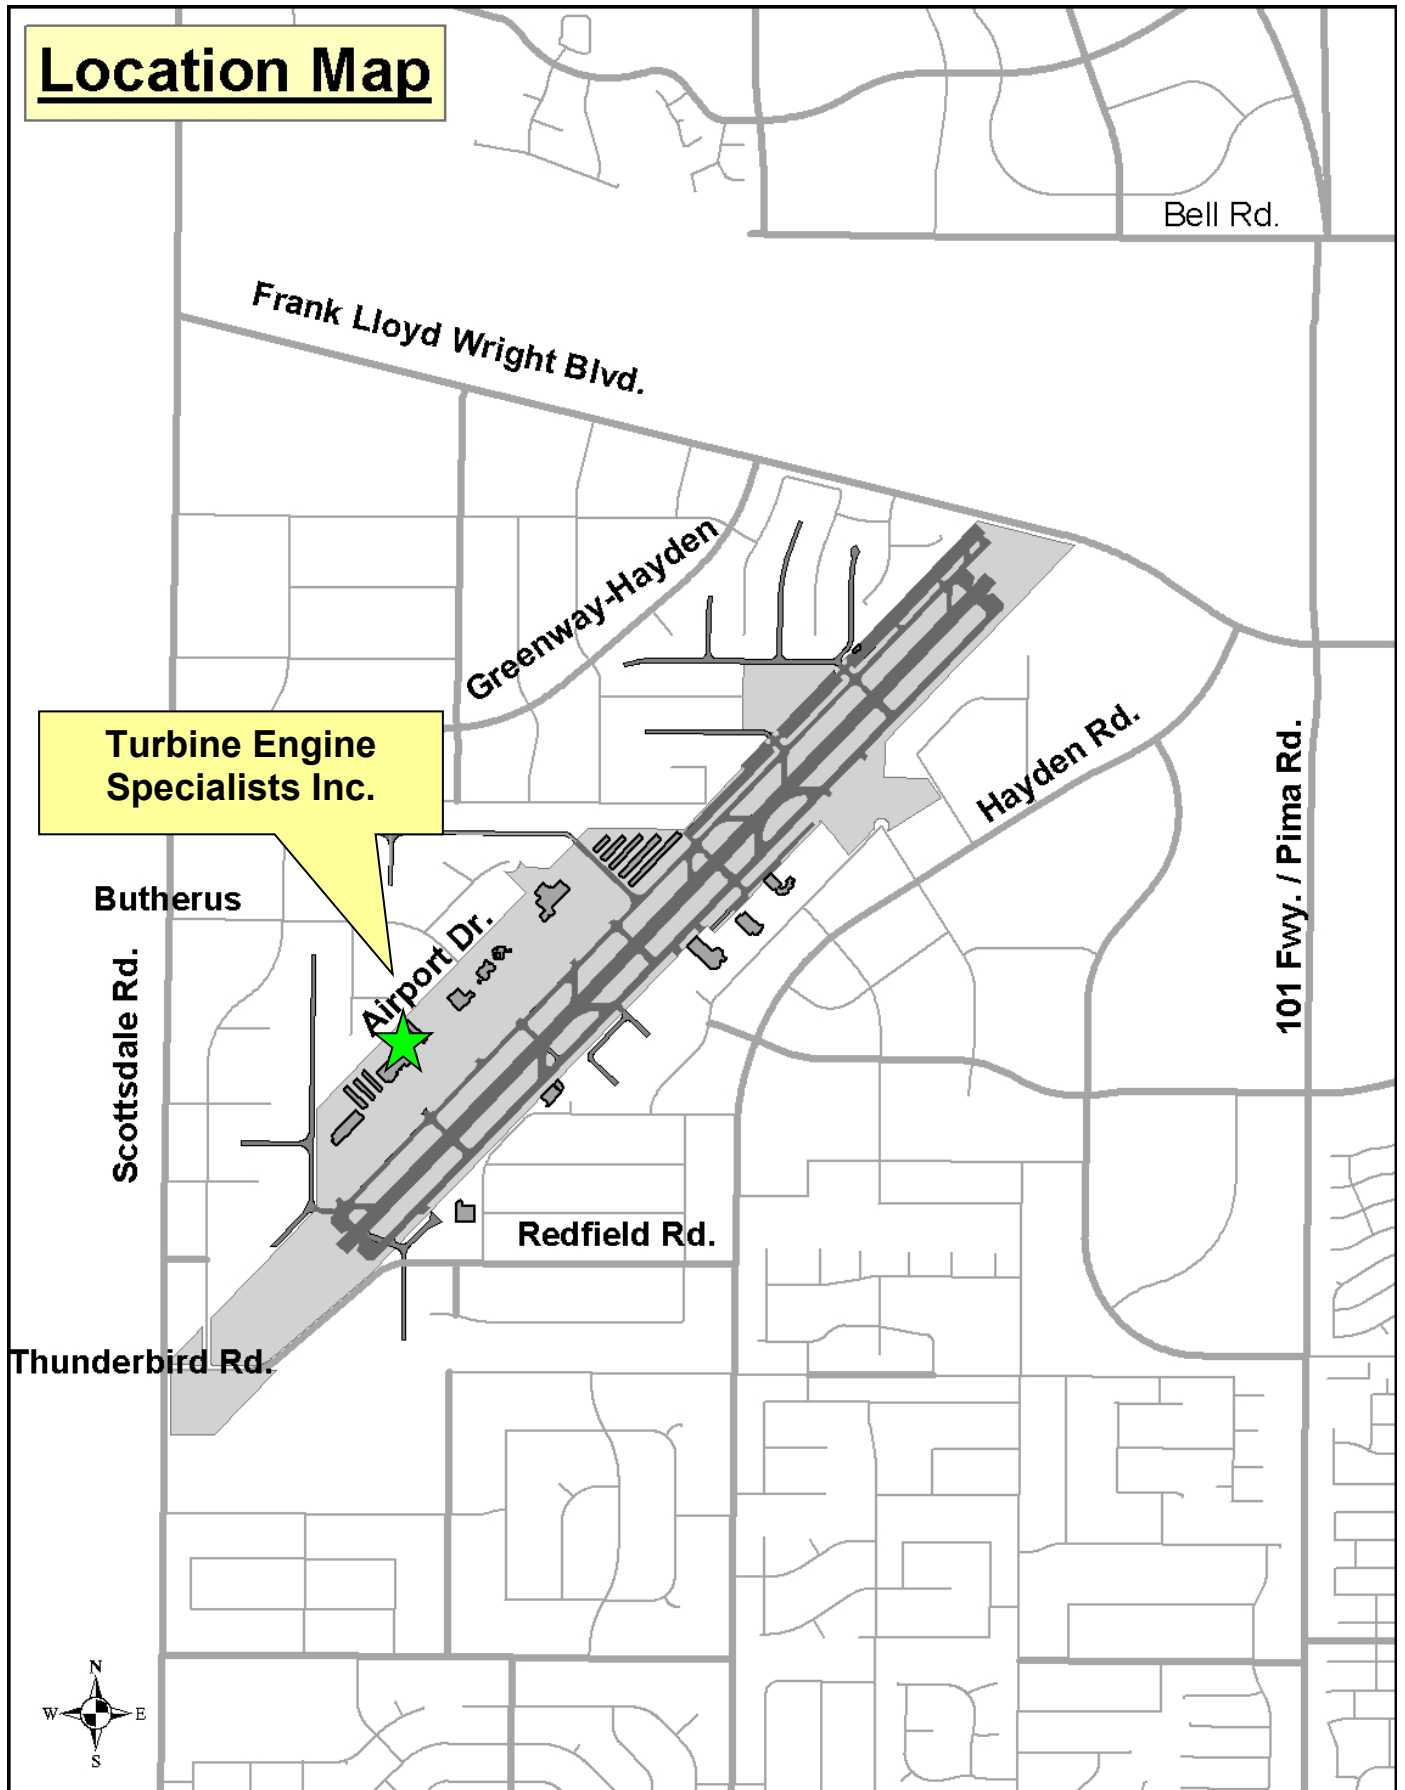 Location Map
Bell Rd.
Frank Lloyd Wright Blvd.
Greenway-Hayden
Hayden Rd.
101 Fwy. / Pima Rd.
Turbine Engine
Specialists Inc.
Butherus
Airport Dr.
Scottsdale Rd.
Redfield Rd.
Thunderbird Rd.
N
W E
S